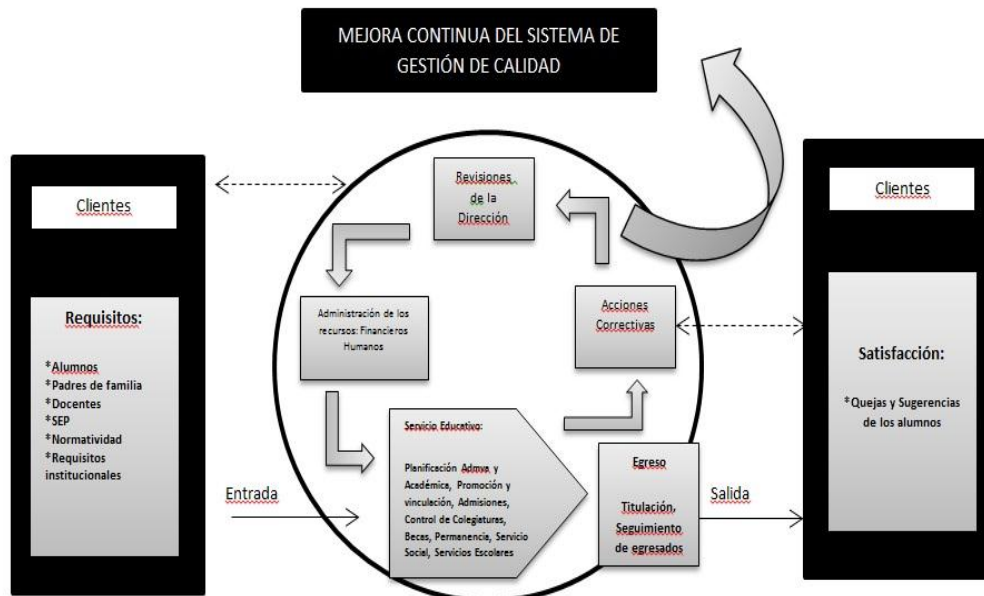 MEJORA CONTINUA DEL SISTEMA DE
GESTIÓN DE CALIDAD
Clientes
Requisitos:
*Alumnos
*Padres de familia
*Docentes
*SEP
*Normatividad
*Requisitos
institucionales
Entrada
Revisiones
de la
Dirección
Administración de los
recursos: Financieros
Humanos
Acciones
Correctivas
Servicio Educativo:
Planificación Admva y
Académica, Promoción y
vinculación, Admisiones,
Control de Colegiaturas,
Becas, Permanencia, Servicio
Social, Servicios Escolares
Egreso
Titulación,
Seguimiento
de egresados
Salida
Clientes
Satisfacción:
*Quejas y Sugerencias
de los alumnos